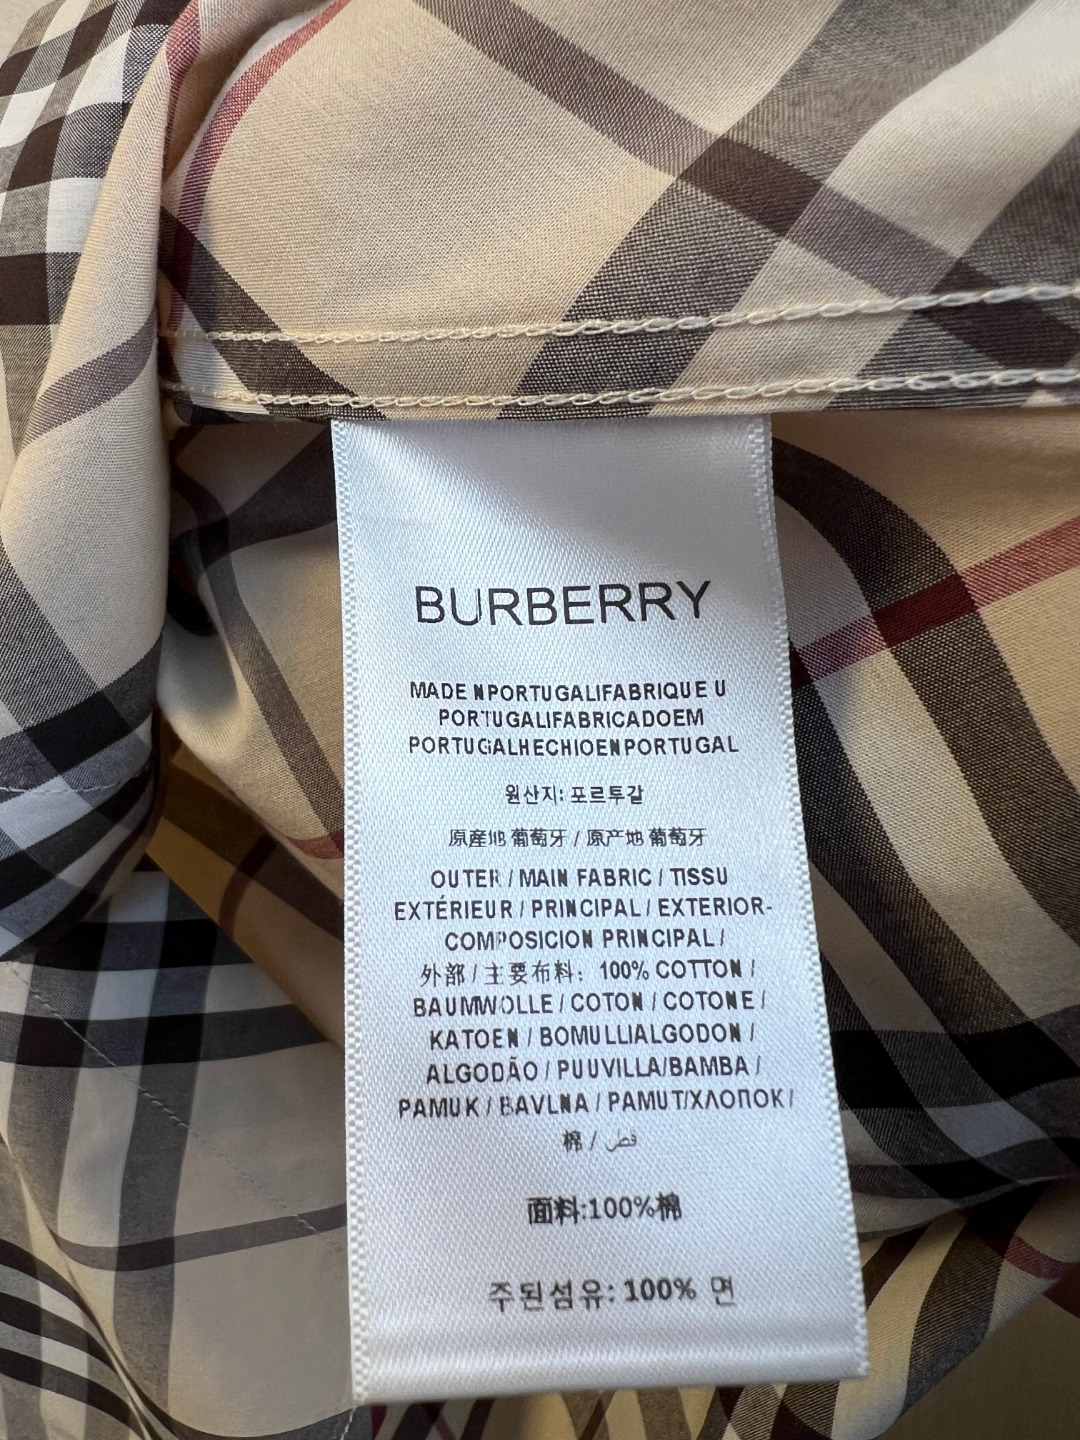 BURBERRY
MADE NPORTUGALIFABRIQUE U
PORTUGALIFABRICADOEM
PORTUGALHECHIOENPORTUGAL
원산지: 포르투갈
原産地 葡萄牙 / 原产地 葡萄牙
OUTER / MAIN FABRIC / TISSU
EXTÉRIEUR / PRINCIPAL / EXTERIOR-
COMPOSICION PRINCIPAL /
外部 / 主要布料: 100% COTTON /
BAUMWOLLE / COTON / COTONE /
KATOEN / BOMULLIALGODON /
ALGODÃO / PUUVILLA/BAMBA /
PAMUK / BAVLNA / PAMUT/ХЛОПОК /
棉 / قطن
面料:100%棉
주된섬유: 100% 면